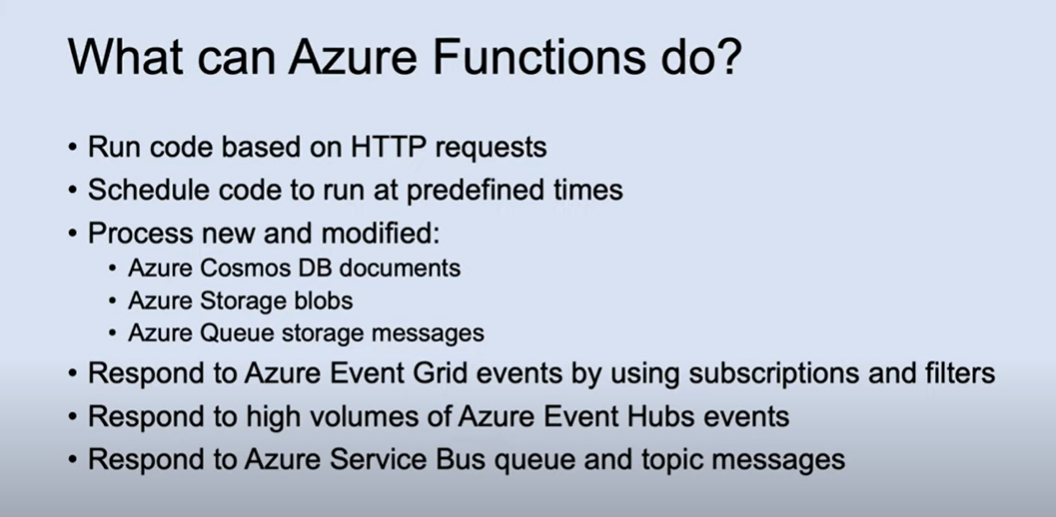 What can Azure Functions do?
• Run code based on HTTP requests
• Schedule code to run at predefined times
• Process new and modified:
• Azure Cosmos DB documents
• Azure Storage blobs
• Azure Queue storage messages
• Respond to Azure Event Grid events by using subscriptions and filters
• Respond to high volumes of Azure Event Hubs events
• Respond to Azure Service Bus queue and topic messages